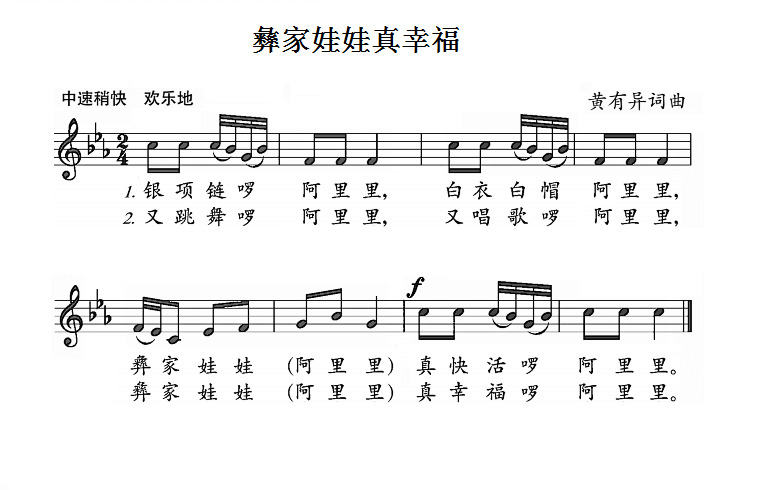 彝家娃娃真幸福
中速稍快 欢乐地
黄有异词曲
2
4
1. 银项链啰 阿里里, 白衣白帽 阿里里,
2. 又跳舞啰 阿里里, 又唱歌啰 阿里里,
f
彝家娃娃 (阿里里) 真快活啰 阿里里。
彝家娃娃 (阿里里) 真幸福啰 阿里里。